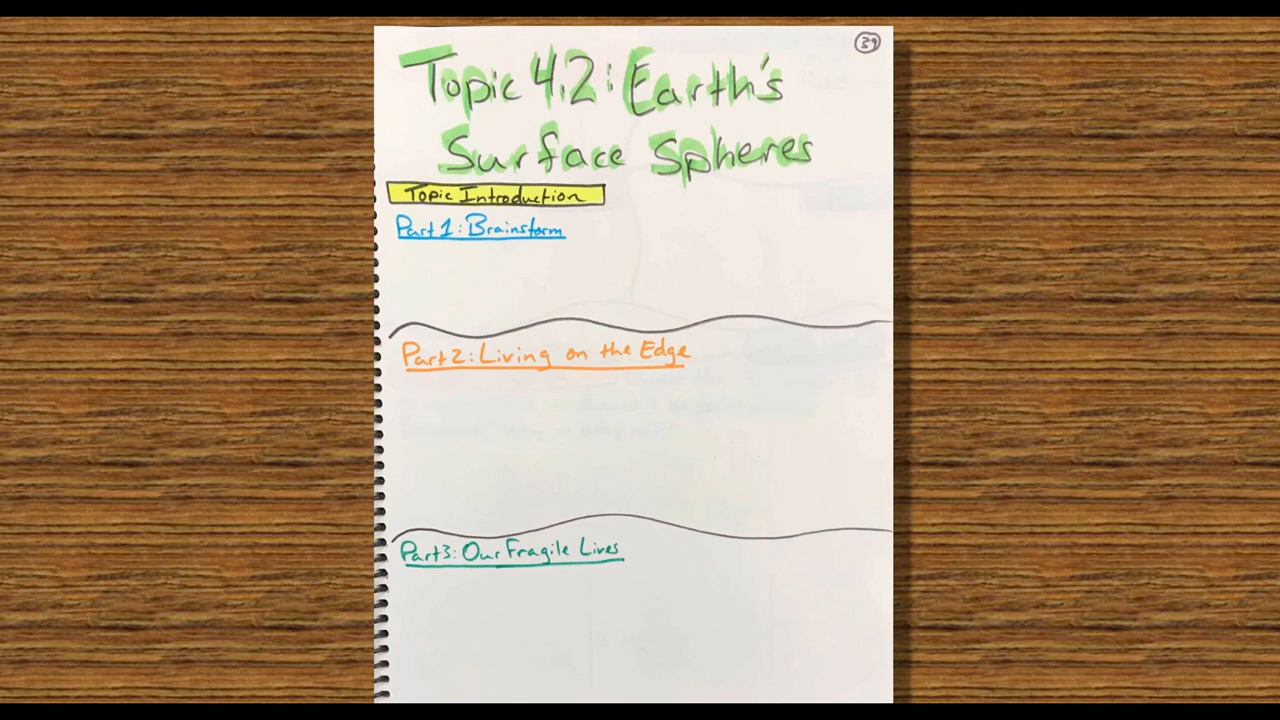 39
Topic 4.2: Earth's
Surface Spheres
Topic Introduction
Part 1: Brainstorm
Part 2: Living on the Edge
Part 3: Our Fragile Lives